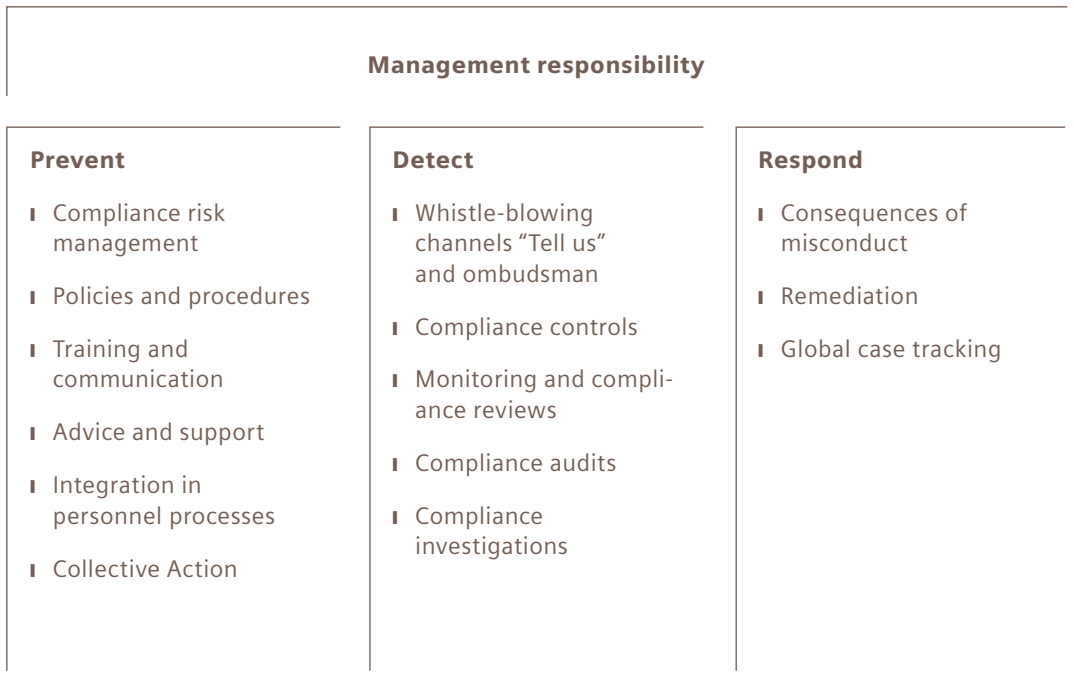 Management responsibility
Prevent
Compliance risk
management
Policies and procedures
Training and
communication
Advice and support
Integration in
personnel processes
Collective Action
Detect
Whistle-blowing
channels “Tell us”
and ombudsman
Compliance controls
Monitoring and compli-
ance reviews
Compliance audits
Compliance
investigations
Respond
Consequences of
misconduct
Remediation
Global case tracking